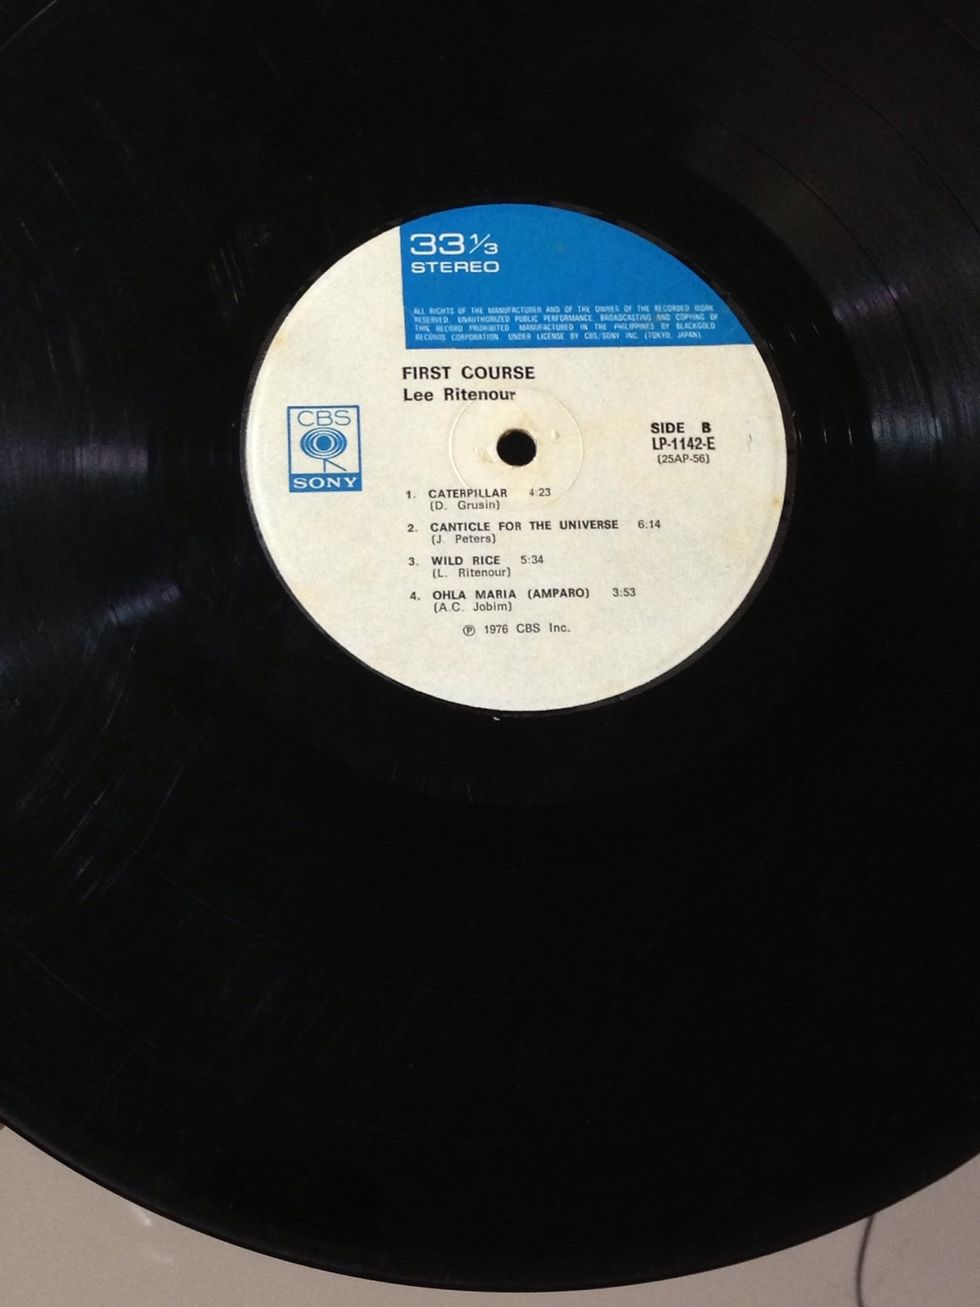 33 1/3
STEREO
ALL RIGHTS OF THE MANUFACTURER AND OF THE OWNER OF THE RECORDED WORK
RESERVED. UNAUTHORIZED PUBLIC PERFORMANCE, BROADCASTING AND COPYING OF
THIS RECORD PROHIBITED. MANUFACTURED IN THE PHILIPPINES BY BLACKGOLD
RECORDS CORPORATION. UNDER LICENSE BY CBS/SONY INC. (TOKYO, JAPAN).
FIRST COURSE
Lee Ritenour
CBS
SONY
SIDE B
LP-1142-E
(25AP-56)
1. CATERPILLAR 4:23
(D. Grusin)
2. CANTICLE FOR THE UNIVERSE 6.14
(J. Peters)
3. WILD RICE 5:34
(L. Ritenour)
4. OHLA MARIA (AMPARO) 3:53
(A.C. Jobim)
℗ 1976 CBS Inc.